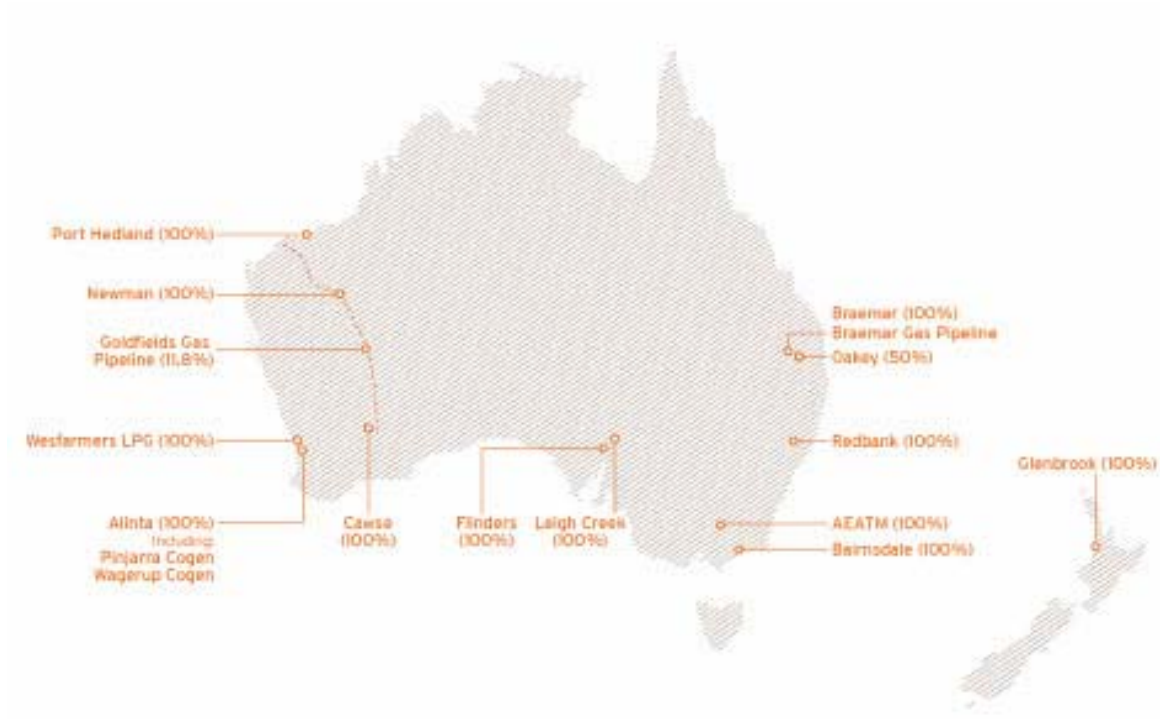 Port Hedland (100%)
Newman (100%)
Goldfields Gas
Pipeline (11.8%)
Wesfarmers LPG (100%)
Alinta (100%)
Including
Pinjarra Cogen
Wagerup Cogen
Cawse
(100%)
Flinders
(100%)
Leigh Creek
(100%)
Braemar (100%)
Braemar Gas Pipeline
Oakey (50%)
Redbank (100%)
AEATM (100%)
Bairnsdale (100%)
Glenbrook (100%)